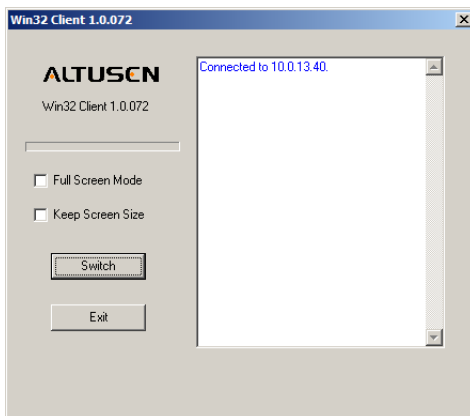 Win32 Client 1.0.072
ALTUSEN
Win32 Client 1.0.072
Full Screen Mode
Keep Screen Size
Switch
Exit
Connected to 10.0.13.40.